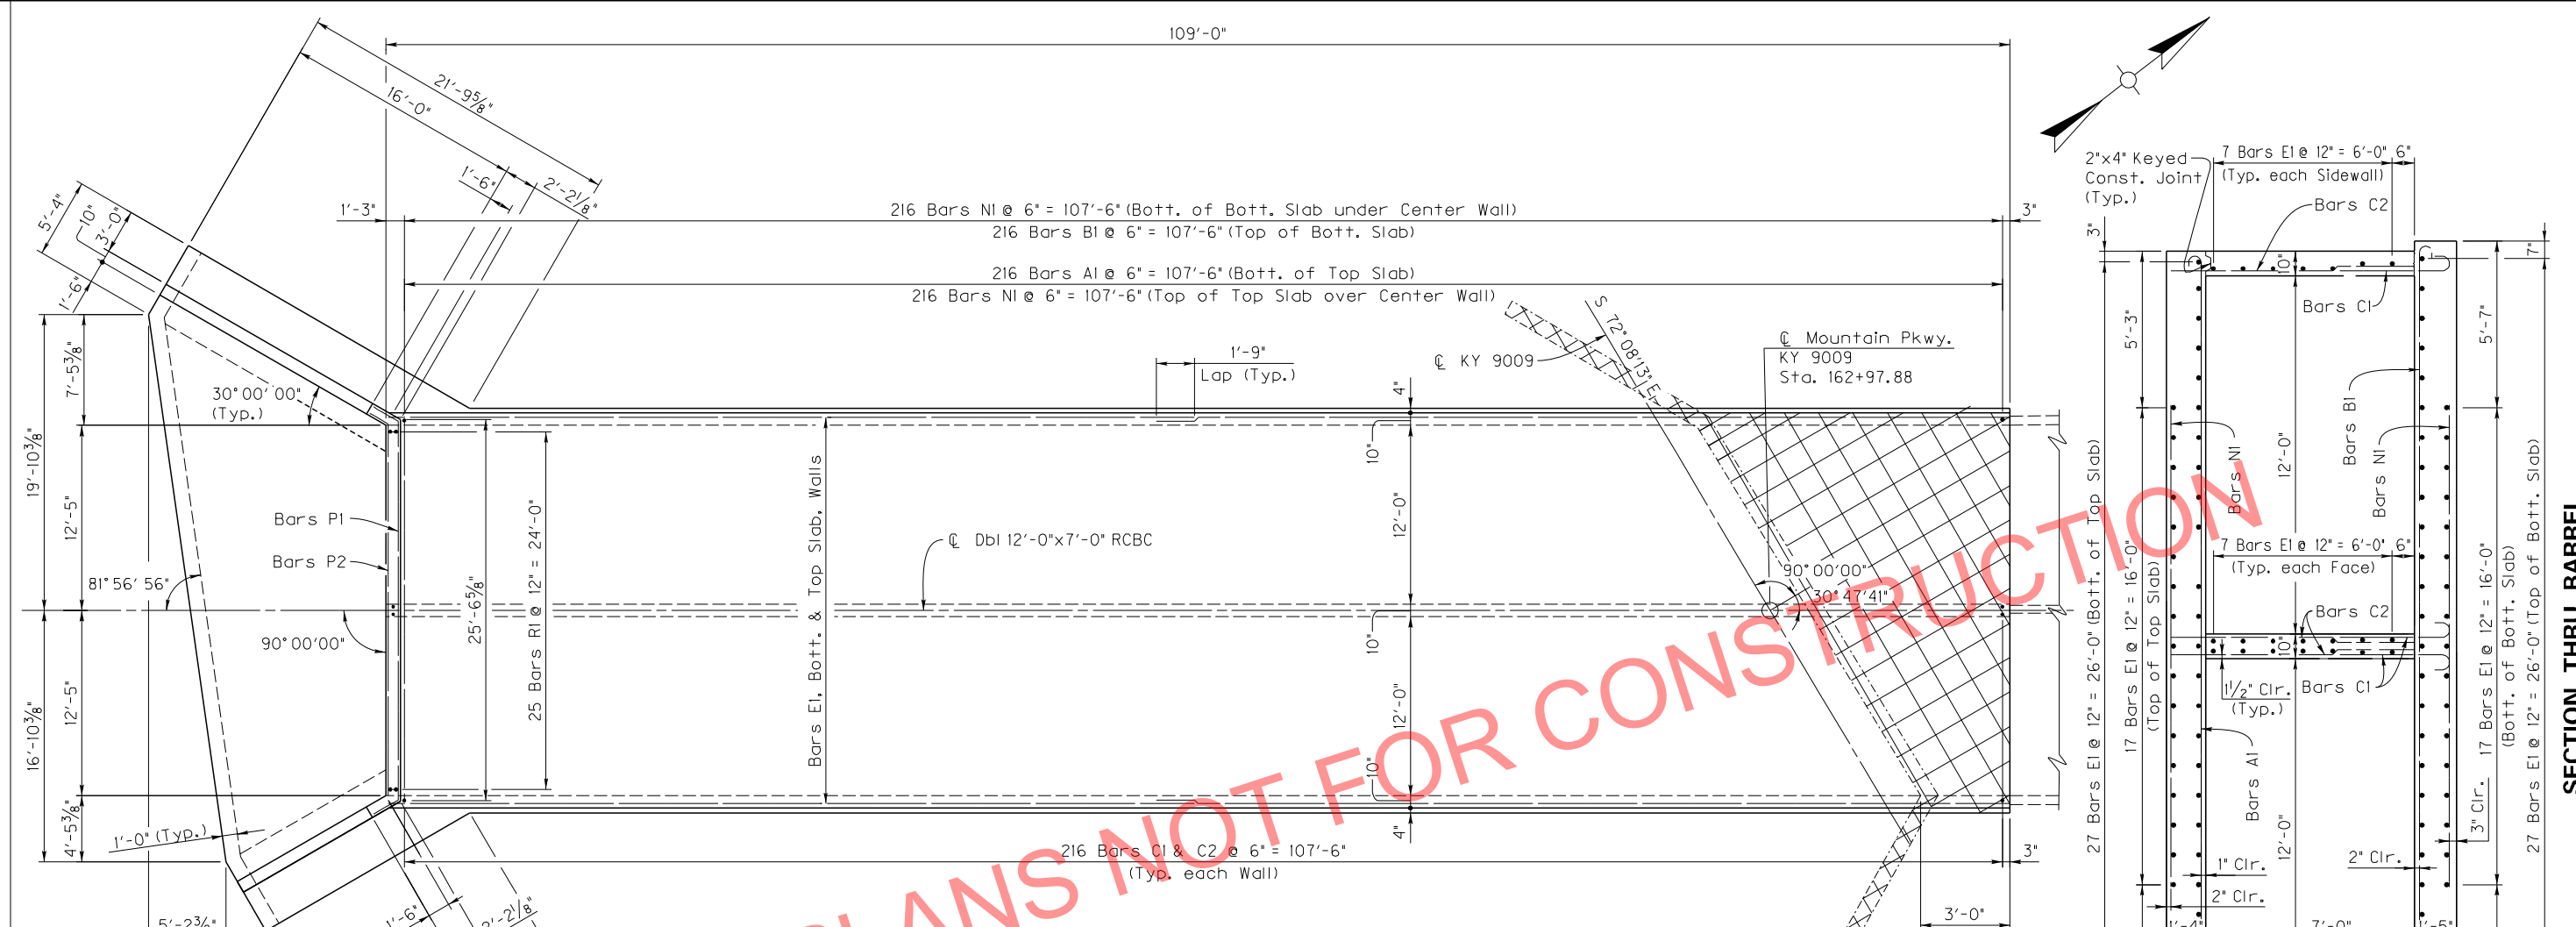 109'-0"
21'-9⅝"
16'-0"
1'-6"
2'-2⅛"
5'-4"
10"
3'-0"
1'-6"
1'-3"
216 Bars N1 @ 6" = 107'-6" (Bott. of Bott. Slab under Center Wall)
216 Bars B1 @ 6" = 107'-6" (Top of Bott. Slab)
3"
216 Bars A1 @ 6" = 107'-6" (Bott. of Top Slab)
216 Bars N1 @ 6" = 107'-6" (Top of Top Slab over Center Wall)
19'-10⅜"
7'-5⅜"
30°00'00"
(Typ.)
1'-9"
Lap (Typ.)
℄ KY 9009
S 72°08'13" E
℄ Mountain Pkwy.
KY 9009
Sta. 162+97.88
4"
10"
12'-0"
12'-5"
Bars P1
Bars P2
25'-6⅝"
25 Bars R1 @ 12" = 24'-0"
Bars E1, Bott. & Top Slab, Walls
℄ Dbl 12'-0"x7'-0" RCBC
81°56'56"
90°00'00"
90°00'00"
30°47'41"
10"
12'-0"
10"
4"
16'-10⅜"
12'-5"
4'-5⅜"
1'-0" (Typ.)
5'-2⅜"
1'-6"
2'-2⅛"
216 Bars C1 & C2 @ 6" = 107'-6"
(Typ. each Wall)
3"
3'-0"
PLANS NOT FOR CONSTRUCTION
2"x4" Keyed
Const. Joint
(Typ.)
7 Bars E1 @ 12" = 6'-0"
6"
(Typ. each Sidewall)
Bars C2
3"
10"
7"
Bars C1
5'-3"
5'-7"
Bars B1
Bars N1
12'-0"
Bars N1
27 Bars E1 @ 12" = 26'-0" (Bott. of Top Slab)
17 Bars E1 @ 12" = 16'-0"
(Top of Top Slab)
7 Bars E1 @ 12" = 6'-0"
6"
(Typ. each Face)
Bars C2
10"
1½" Clr.
(Typ.)
Bars C1
Bars A1
12'-0"
17 Bars E1 @ 12" = 16'-0"
(Bott. of Bott. Slab)
27 Bars E1 @ 12" = 26'-0" (Top of Bott. Slab)
3" Clr.
1" Clr.
2" Clr.
2" Clr.
1'-4"
7'-0"
1'-5"
SECTION THRU BARREL